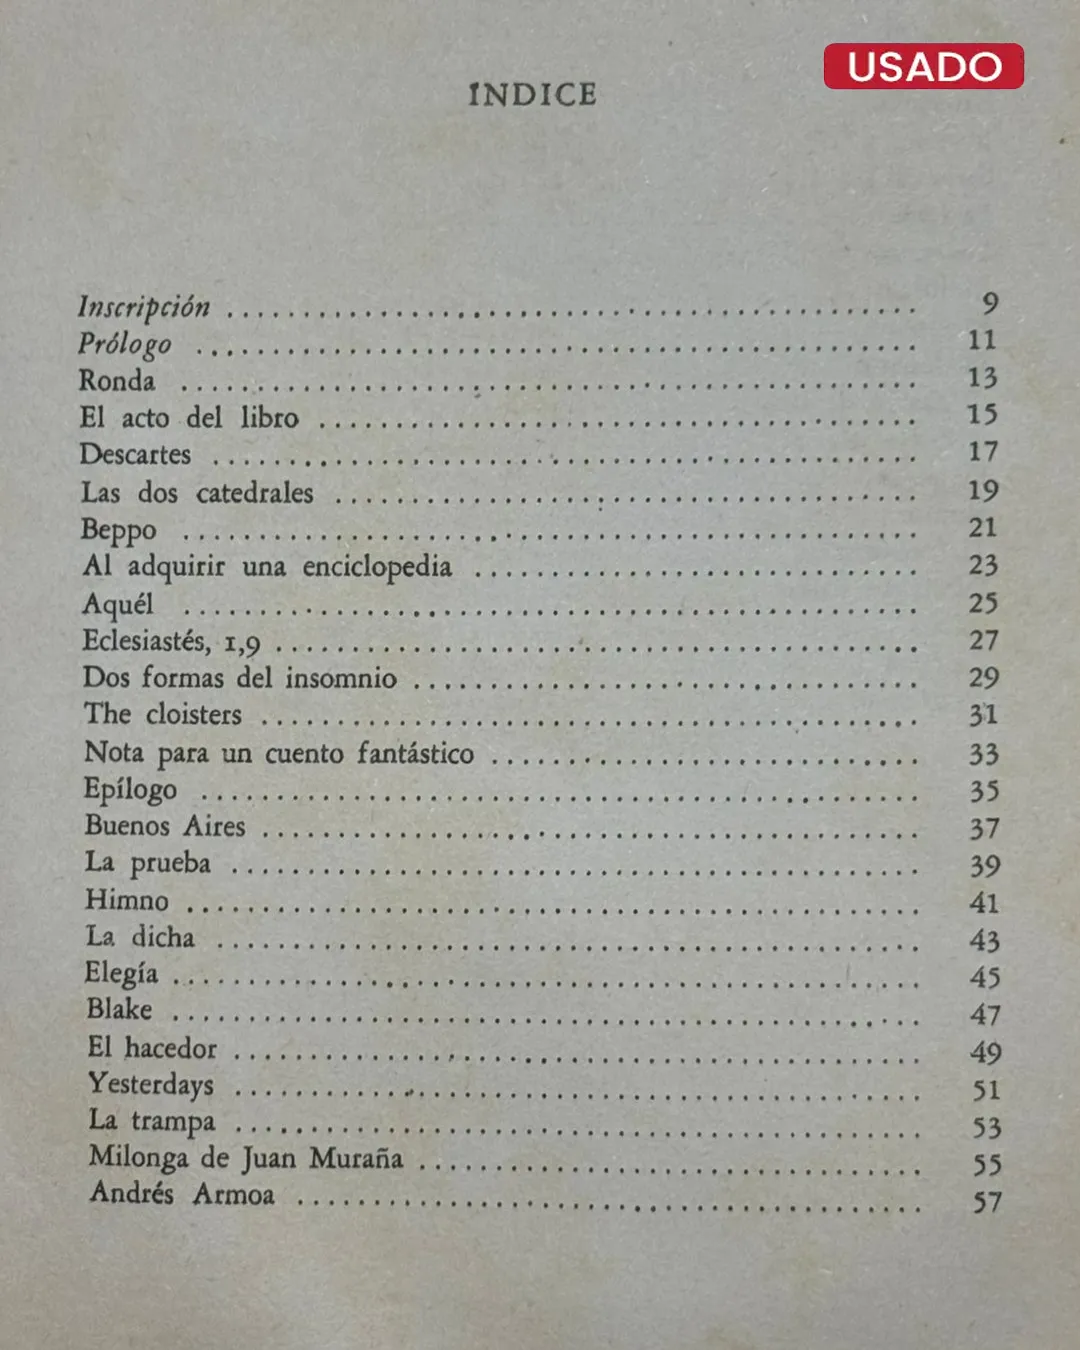 USADO
INDICE
Inscripción ........................................ 9
Prólogo ........................................ 11
Ronda ........................................ 13
El acto del libro ........................................ 15
Descartes ........................................ 17
Las dos catedrales ........................................ 19
Beppo ........................................ 21
Al adquirir una enciclopedia ........................................ 23
Aquél ........................................ 25
Eclesiastés, 1,9 ........................................ 27
Dos formas del insomnio ........................................ 29
The cloisters ........................................ 31
Nota para un cuento fantástico ........................................ 33
Epílogo ........................................ 35
Buenos Aires ........................................ 37
La prueba ........................................ 39
Himno ........................................ 41
La dicha ........................................ 43
Elegía ........................................ 45
Blake ........................................ 47
El hacedor ........................................ 49
Yesterdays ........................................ 51
La trampa ........................................ 53
Milonga de Juan Muraña ........................................ 55
Andrés Armoa ........................................ 57